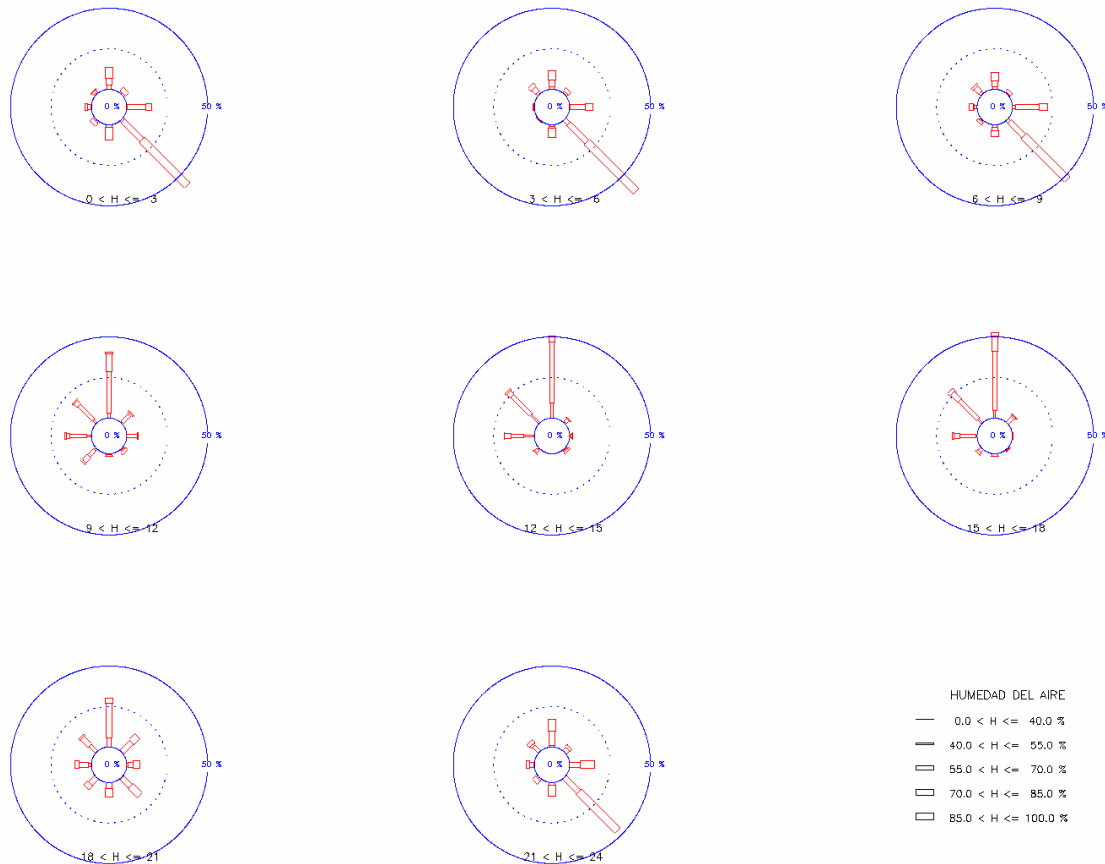 0 % 50 % 0 % 50 % 0 % 50 %
0 < H <= 3 3 < H <= 6 6 < H <= 9
0 % 50 % 0 % 50 % 0 % 50 %
9 < H <= 12 12 < H <= 15 15 < H <= 18
0 % 50 % 0 % 50 %
18 < H <= 21 21 < H <= 24
HUMEDAD DEL AIRE
0.0 < H <= 40.0 %
40.0 < H <= 55.0 %
55.0 < H <= 70.0 %
70.0 < H <= 85.0 %
85.0 < H <= 100.0 %